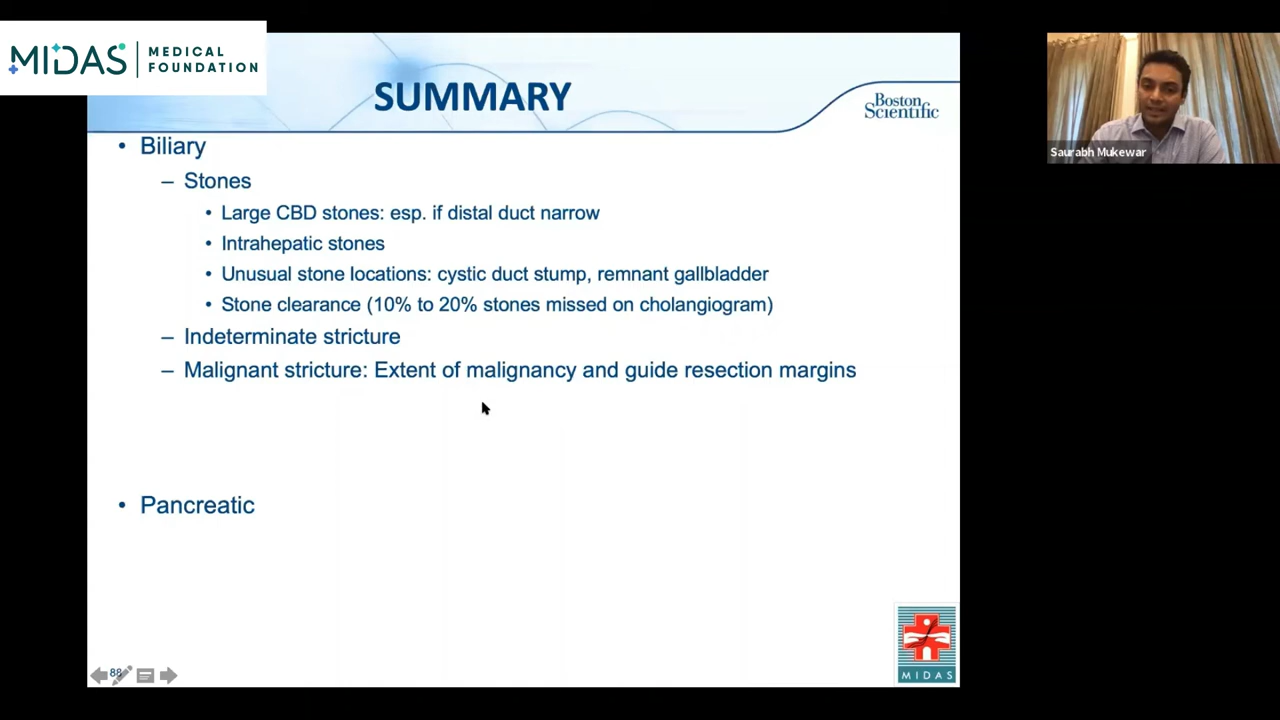 MIDAS
MEDICAL
FOUNDATION
SUMMARY
Boston
Scientific
Saurabh Mukewar
• Biliary
– Stones
• Large CBD stones: esp. if distal duct narrow
• Intrahepatic stones
• Unusual stone locations: cystic duct stump, remnant gallbladder
• Stone clearance (10% to 20% stones missed on cholangiogram)
– Indeterminate stricture
– Malignant stricture: Extent of malignancy and guide resection margins
• Pancreatic
88
MIDAS